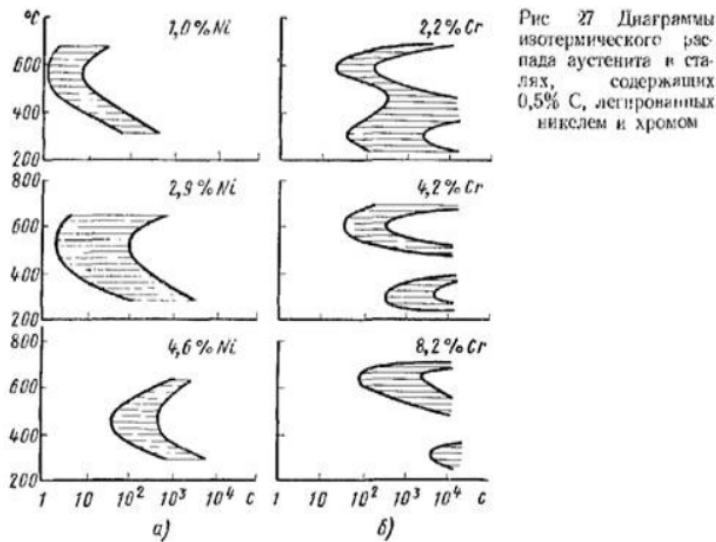 °C
600
400
200
1,0 % Ni
2,2 % Cr
800
600
400
200
2,9 % Ni
4,2 % Cr
800
600
400
200
4,6 % Ni
8,2 % Cr
1 10 10² 10³ 10⁴ с
1 10 10² 10³ 10⁴ с
а)
б)
Рис 27 Диаграммы
изотермического рас-
пада аустенита в ста-
лях, содержащих
0,5% С, легированных
никелем и хромом